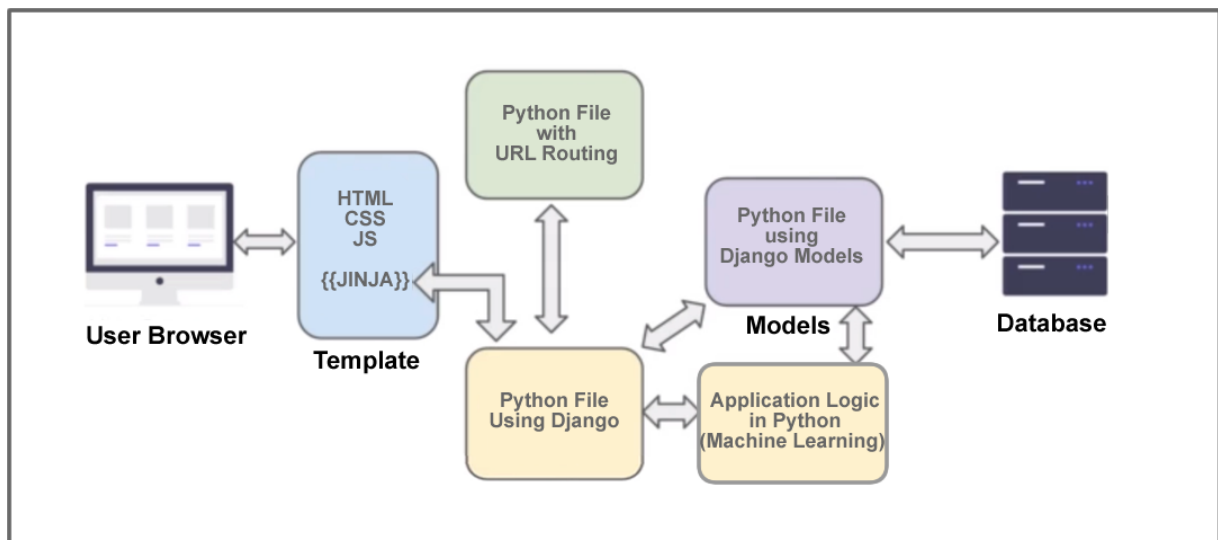 Python File
with
URL Routing
HTML
CSS
JS
{{JINJA}}
Python File
using
Django Models
User Browser
Template
Models
Database
Python File
Using Django
Application Logic
in Python
(Machine Learning)